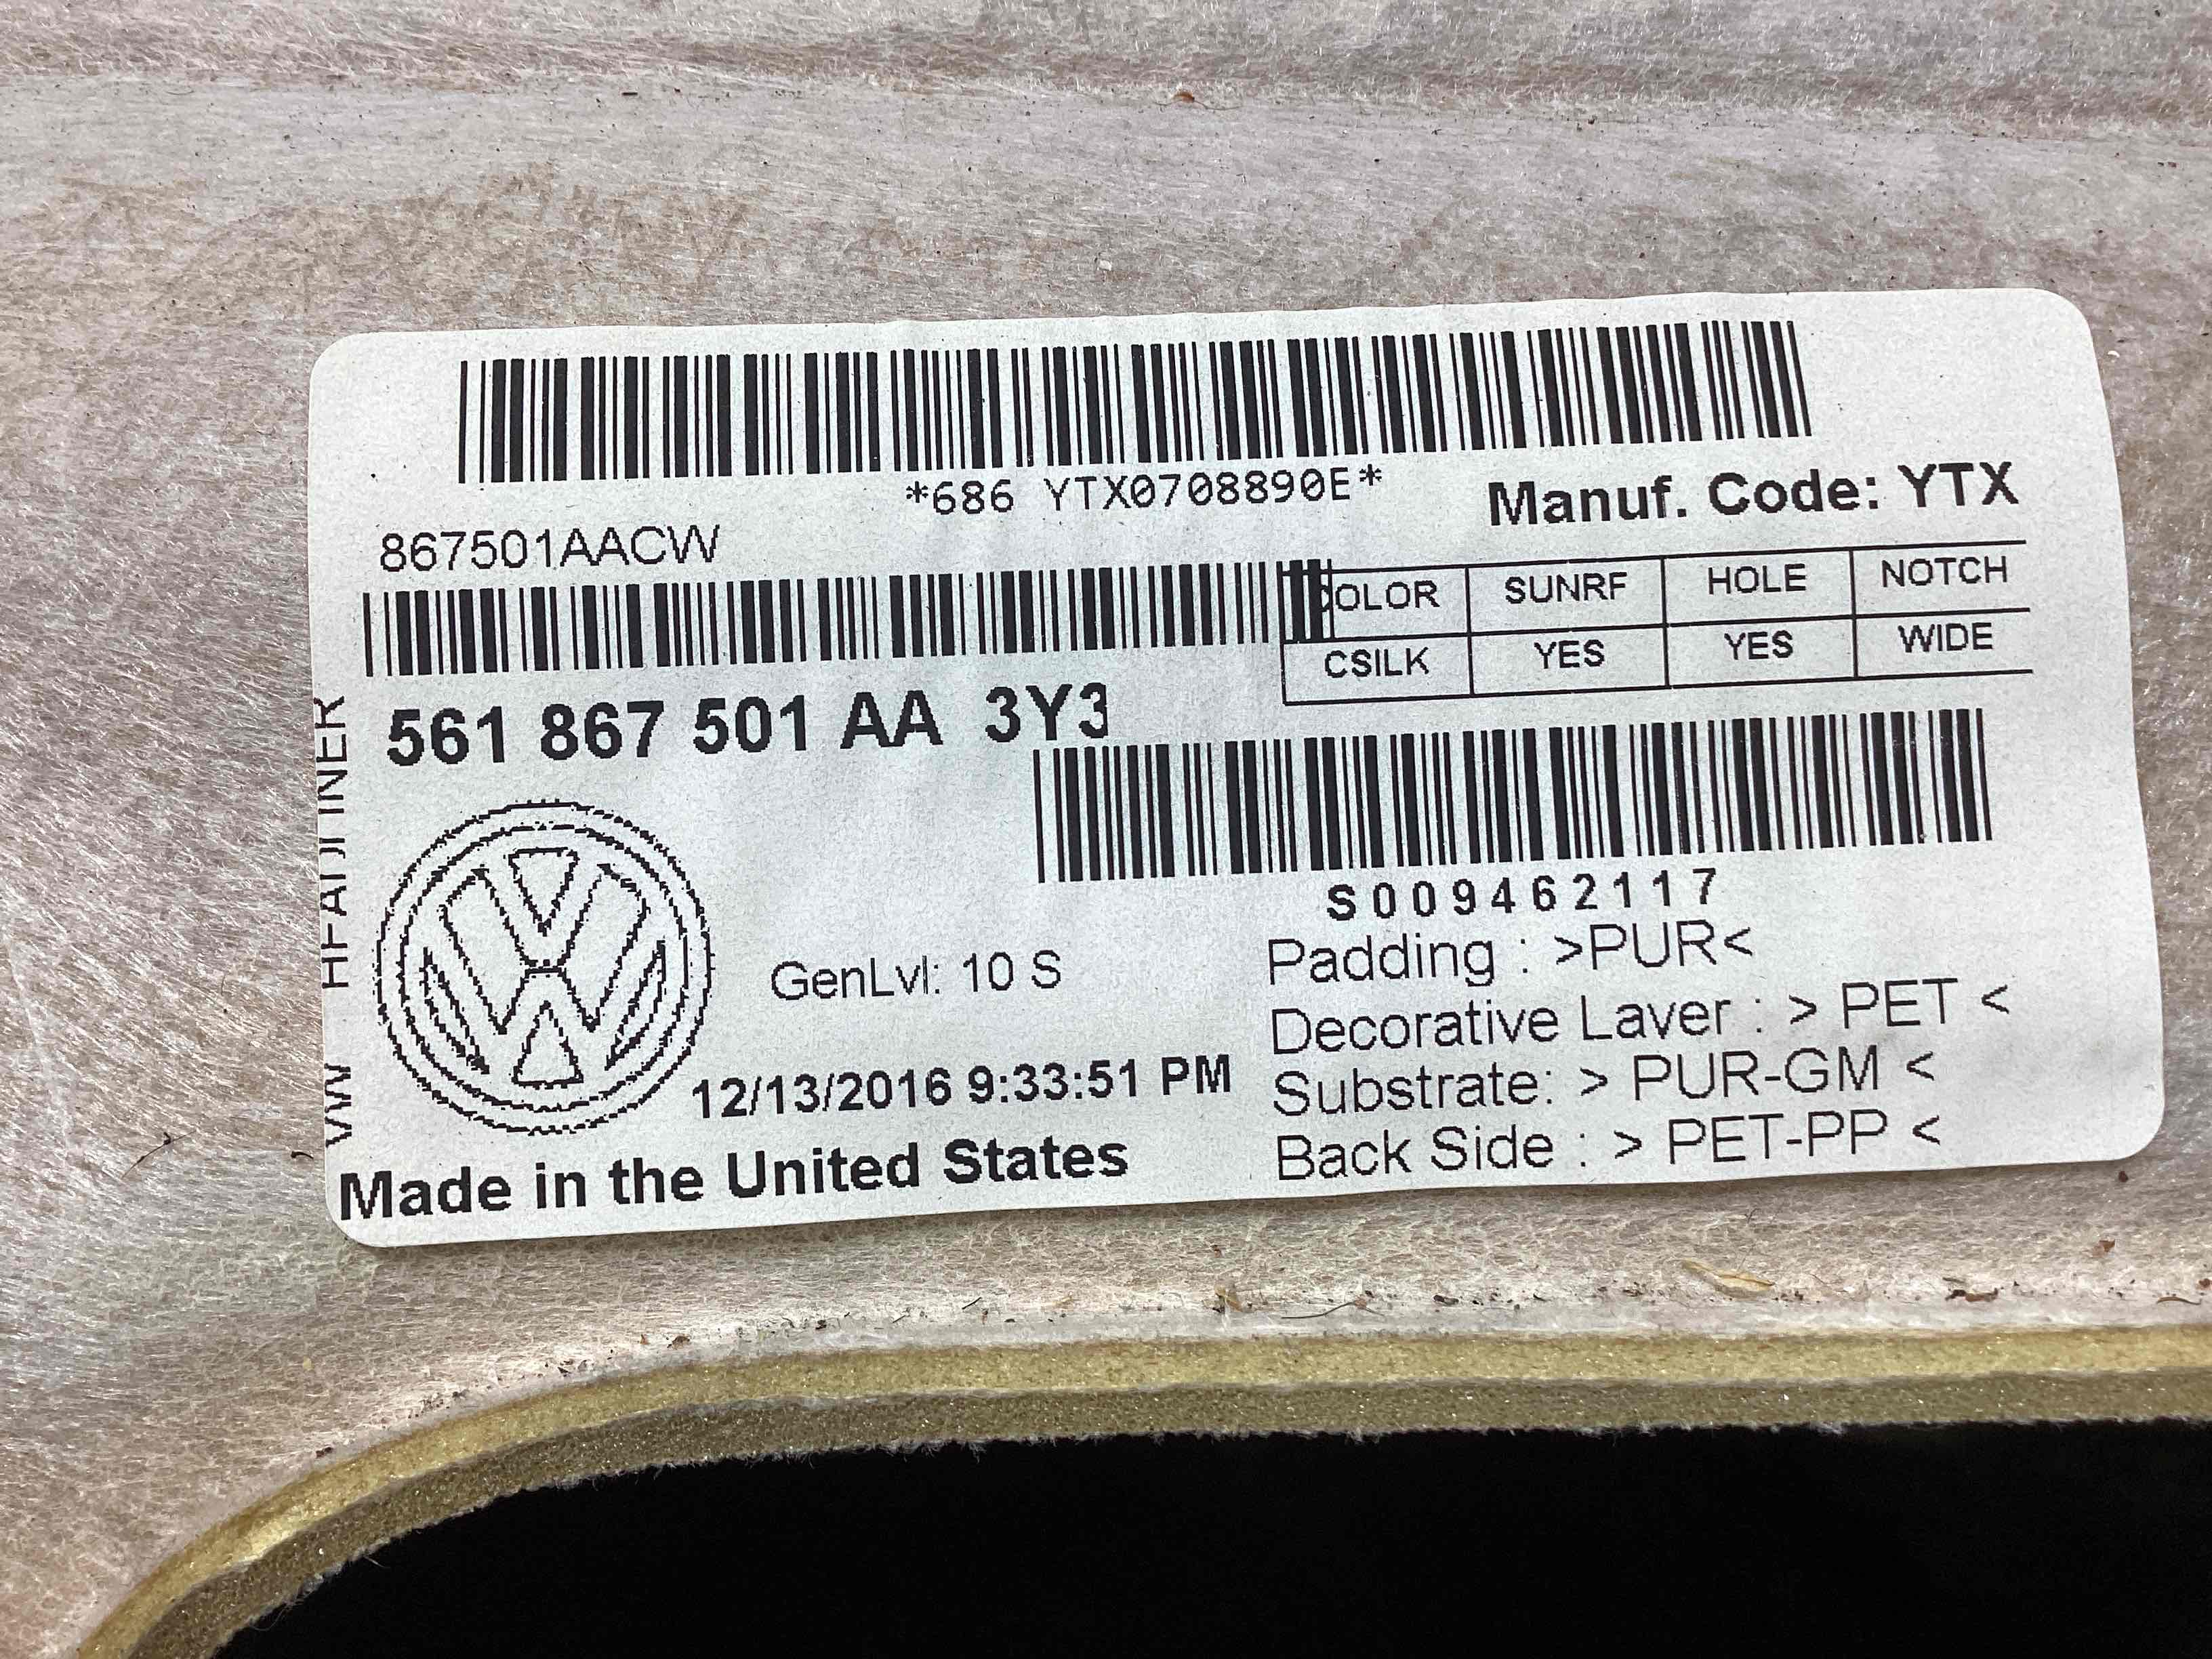 *686 YTX0708890E*
Manuf. Code: YTX
867501AACW
COLOR SUNRF HOLE NOTCH
CSILK YES YES WIDE
561 867 501 AA 3Y3
S009462117
VW HEADLINER
GenLvl: 10 S
12/13/2016 9:33:51 PM
Made in the United States
Padding : >PUR<
Decorative Laver : > PET <
Substrate: > PUR-GM <
Back Side : > PET-PP <